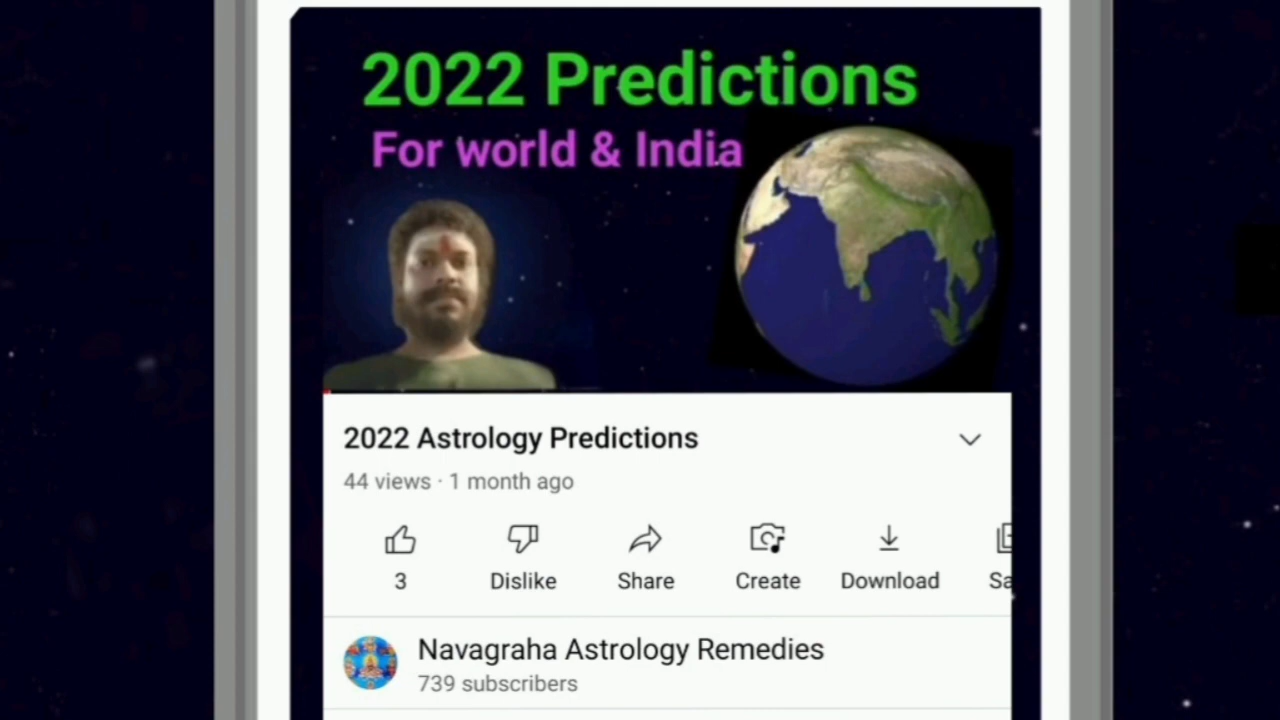 2022 Predictions
For world & India
2022 Astrology Predictions
44 views · 1 month ago
3 Dislike Share Create Download Sa
Navagraha Astrology Remedies
739 subscribers